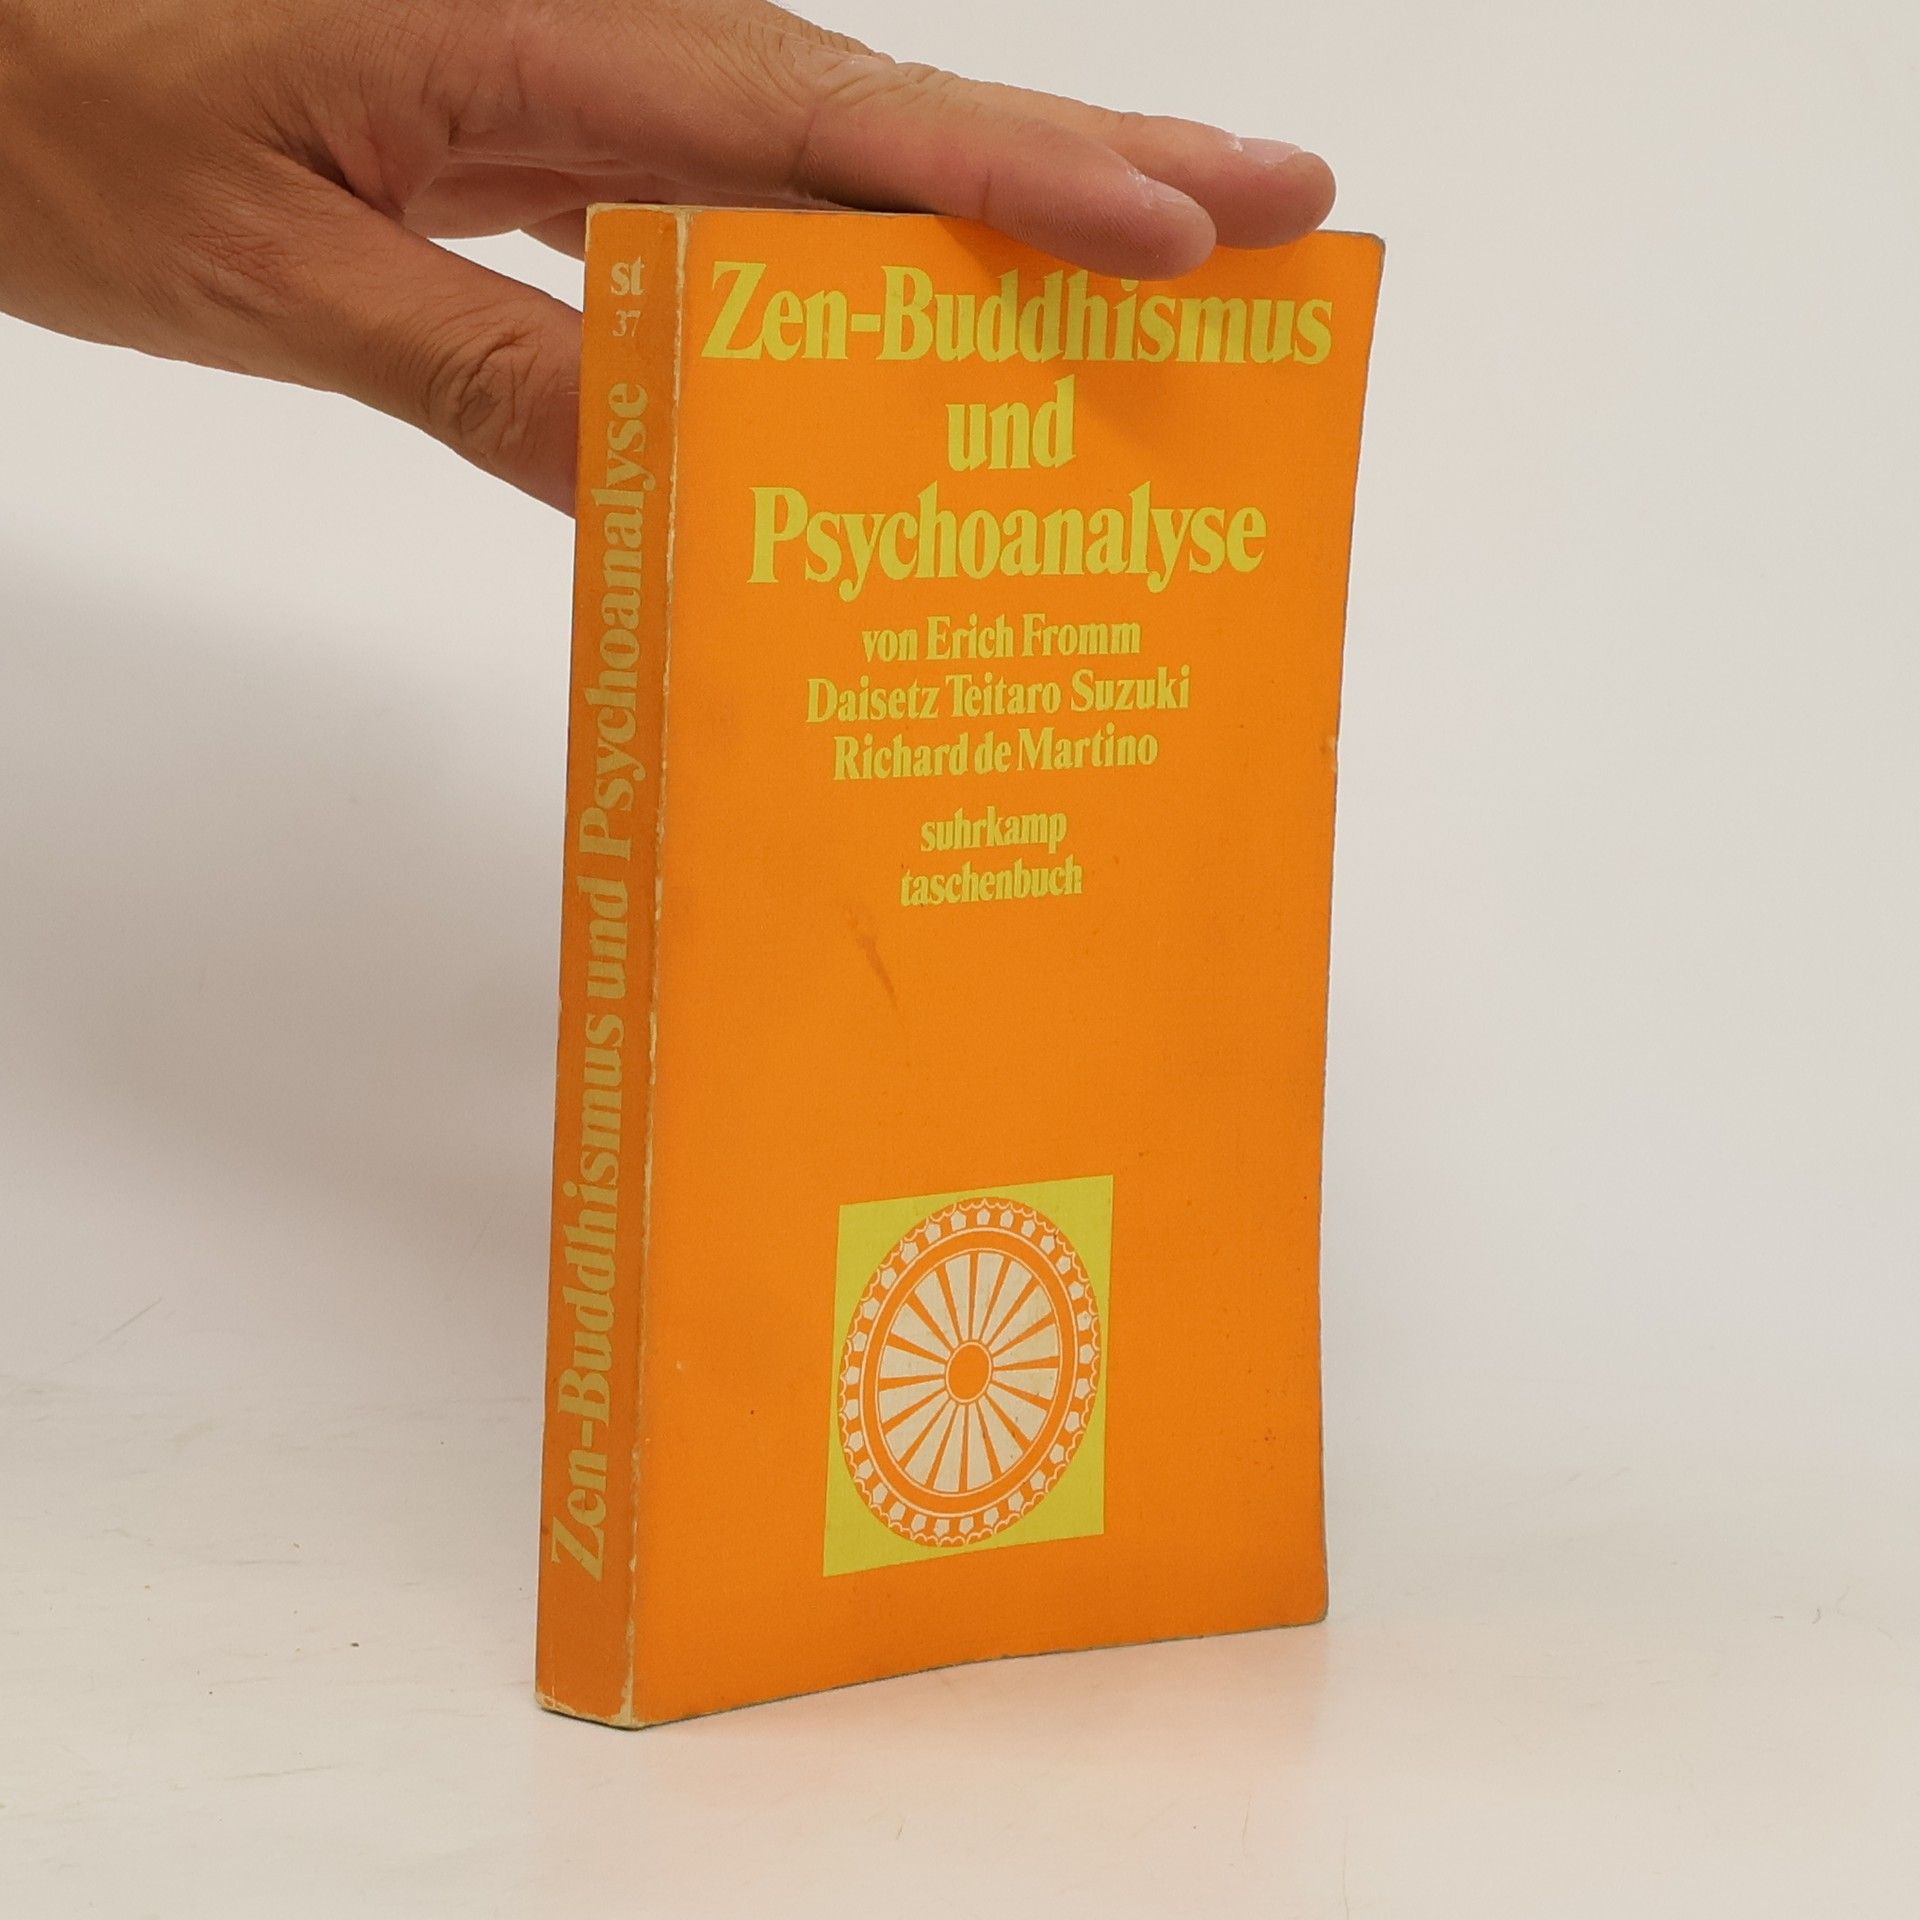 st
37
Zen-Buddhismus und Psychoanalyse
Zen-Buddhismus
und
Psychoanalyse
von Erich Fromm
Daisetz Teitaro Suzuki
Richard de Martino
suhrkamp
taschenbuch